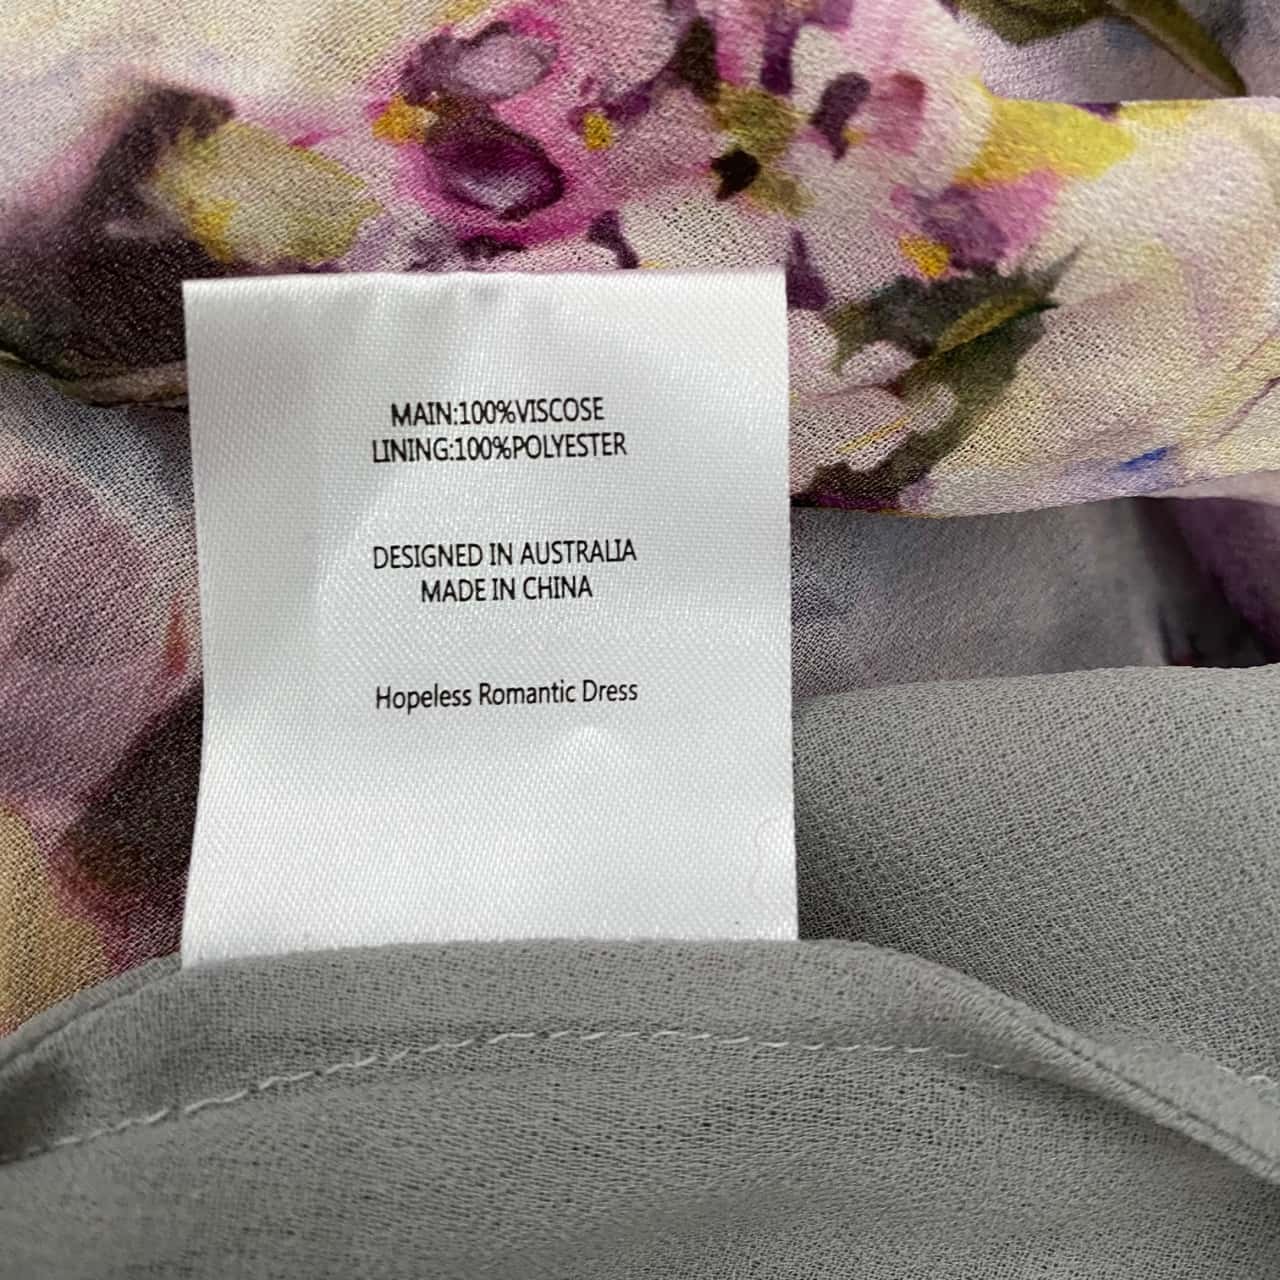 MAIN:100%VISCOSE
LINING:100%POLYESTER
DESIGNED IN AUSTRALIA
MADE IN CHINA
Hopeless Romantic Dress